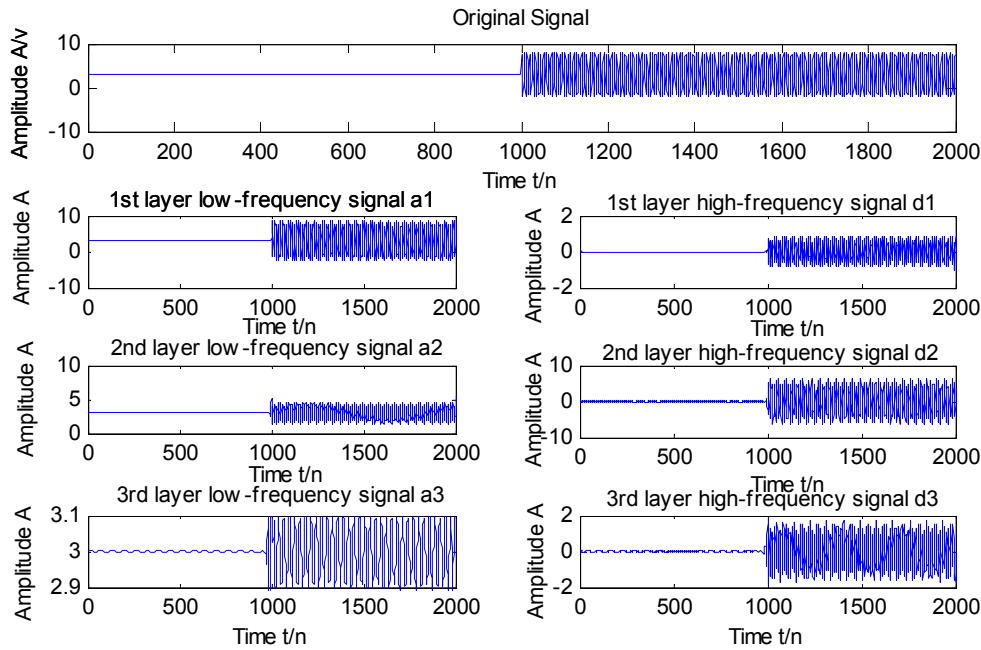 Original Signal
Amplitude A/v
10
0
-10
0 200 400 600 800 1000 1200 1400 1600 1800 2000
Time t/n
1st layer low-frequency signal a1
Amplitude A
10
0
-10
0 500 1000 1500 2000
Time t/n
1st layer high-frequency signal d1
Amplitude A
2
0
-2
0 500 1000 1500 2000
Time t/n
2nd layer low-frequency signal a2
Amplitude A
10
5
0
0 500 1000 1500 2000
Time t/n
2nd layer high-frequency signal d2
Amplitude A
10
0
-10
0 500 1000 1500 2000
Time t/n
3rd layer low-frequency signal a3
Amplitude A
3.1
3
2.9
0 500 1000 1500 2000
Time t/n
3rd layer high-frequency signal d3
Amplitude A
2
0
-2
0 500 1000 1500 2000
Time t/n